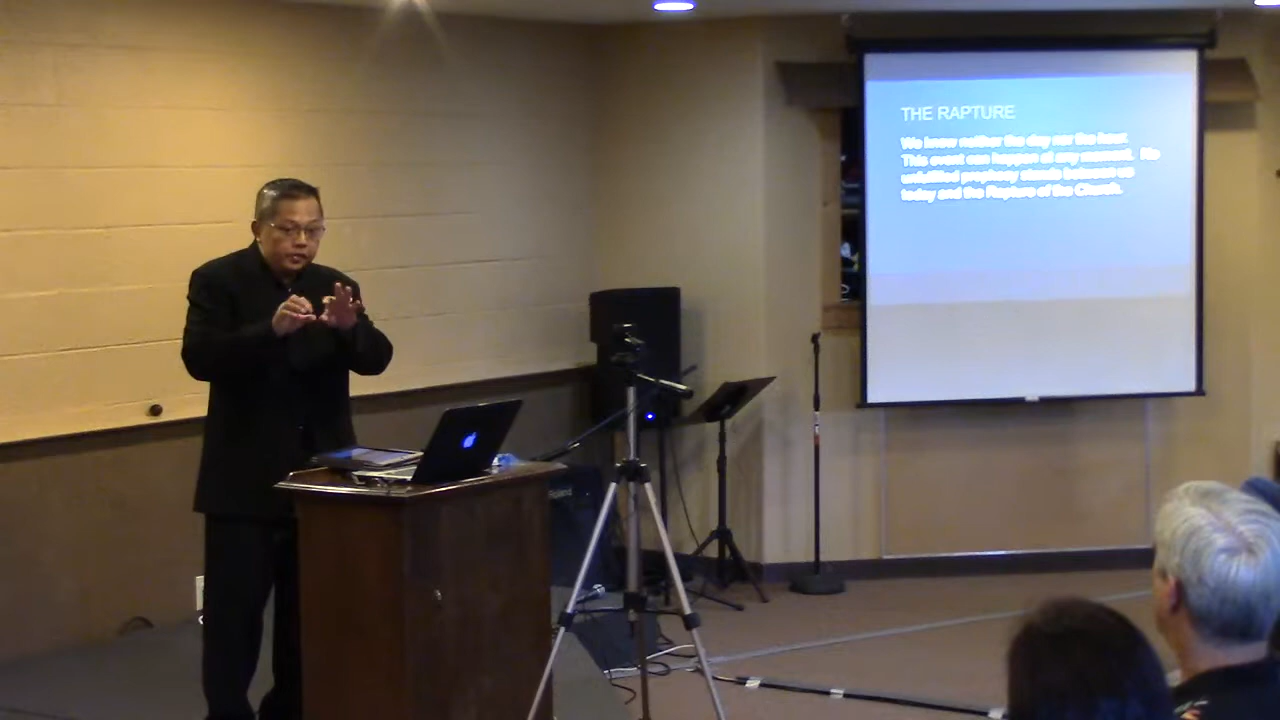 THE RAPTURE
We know neither the day nor the hour.
This event can happen at any moment. No
unfulfilled prophecy stands between us
today and the Rapture of the Church.
Roland